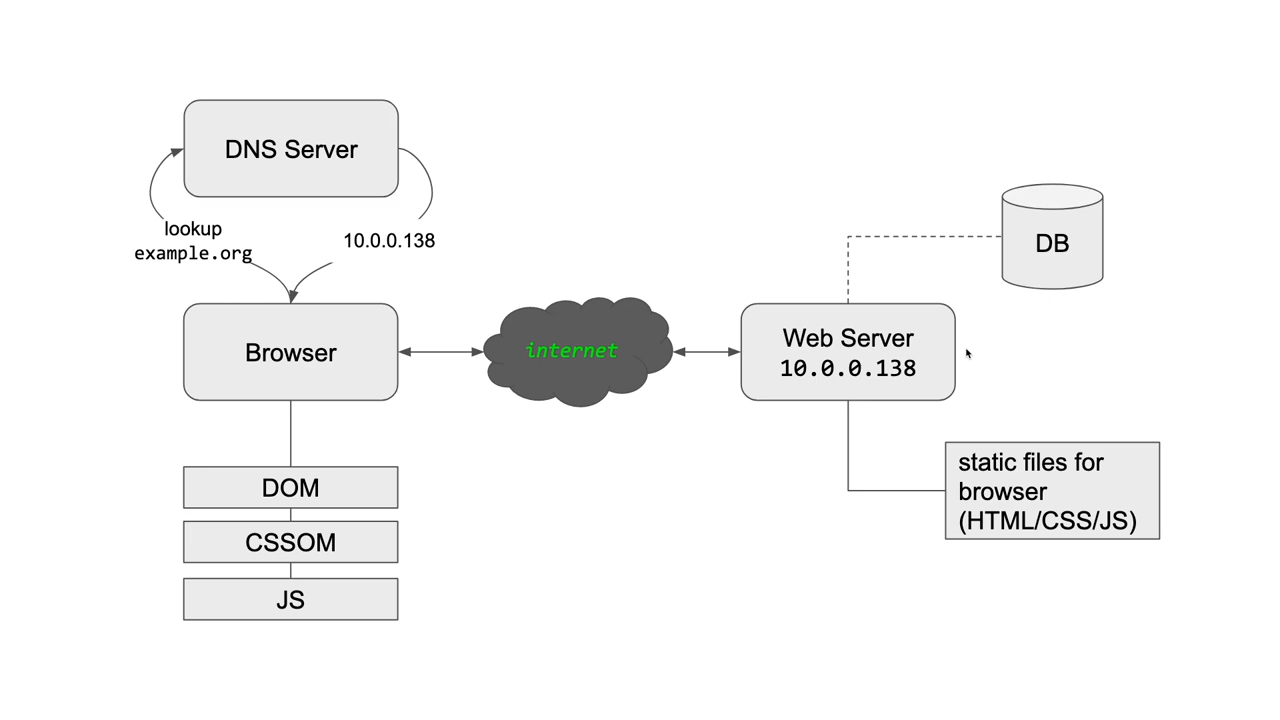 DNS Server
lookup
example.org
10.0.0.138
Browser
internet
Web Server
10.0.0.138
DB
DOM
CSSOM
JS
static files for
browser
(HTML/CSS/JS)